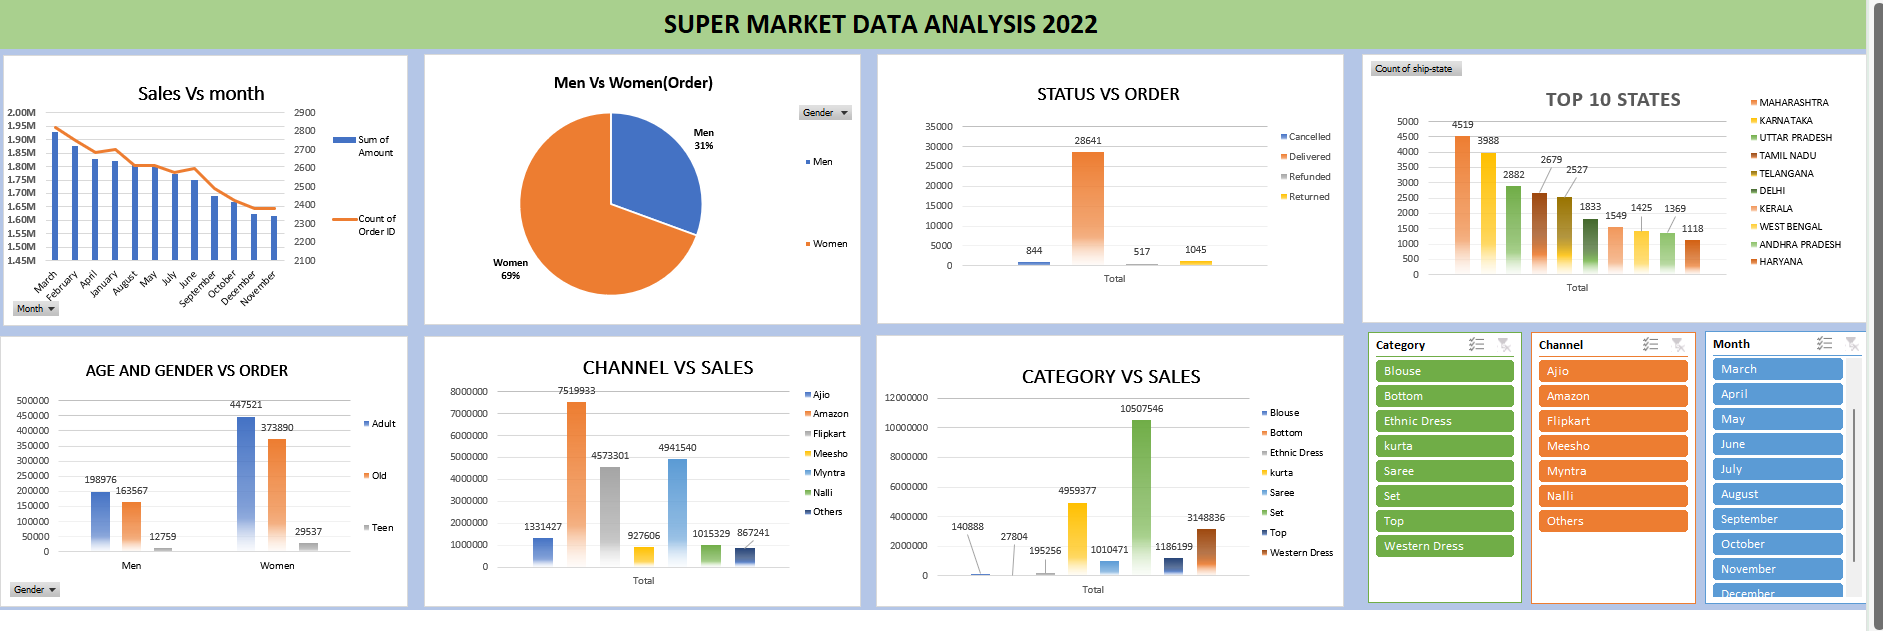 SUPER MARKET DATA ANALYSIS 2022
Sales Vs month
2.00M
1.95M
1.90M
1.85M
1.80M
1.75M
1.70M
1.65M
1.60M
1.55M
1.50M
1.45M
2900
2800
2700
2600
2500
2400
2300
2200
2100
Sum of
Amount
Count of
Order ID
March
February
April
January
August
May
July
June
September
October
December
November
Month
Men Vs Women(Order)
Gender
Men
31%
Women
69%
Men
Women
STATUS VS ORDER
35000
30000
25000
20000
15000
10000
5000
0
844
28641
517
1045
Total
Cancelled
Delivered
Refunded
Returned
Count of ship-state
TOP 10 STATES
5000
4500
4000
3500
3000
2500
2000
1500
1000
500
0
4519
3988
2882
2679
2527
1833
1549
1425
1369
1118
Total
MAHARASHTRA
KARNATAKA
UTTAR PRADESH
TAMIL NADU
TELANGANA
DELHI
KERALA
WEST BENGAL
ANDHRA PRADESH
HARYANA
AGE AND GENDER VS ORDER
500000
450000
400000
350000
300000
250000
200000
150000
100000
50000
0
198976
163567
12759
447521
373890
29537
Men
Women
Adult
Old
Teen
Gender
CHANNEL VS SALES
8000000
7000000
6000000
5000000
4000000
3000000
2000000
1000000
0
1331427
7519933
4573301
927606
4941540
1015329
867241
Total
Ajio
Amazon
Flipkart
Meesho
Myntra
Nalli
Others
CATEGORY VS SALES
12000000
10000000
8000000
6000000
4000000
2000000
0
140888
27804
195256
4959377
1010471
10507546
1186199
3148836
Total
Blouse
Bottom
Ethnic Dress
kurta
Saree
Set
Top
Western Dress
Category
Blouse
Bottom
Ethnic Dress
kurta
Saree
Set
Top
Western Dress
Channel
Ajio
Amazon
Flipkart
Meesho
Myntra
Nalli
Others
Month
March
April
May
June
July
August
September
October
November
December